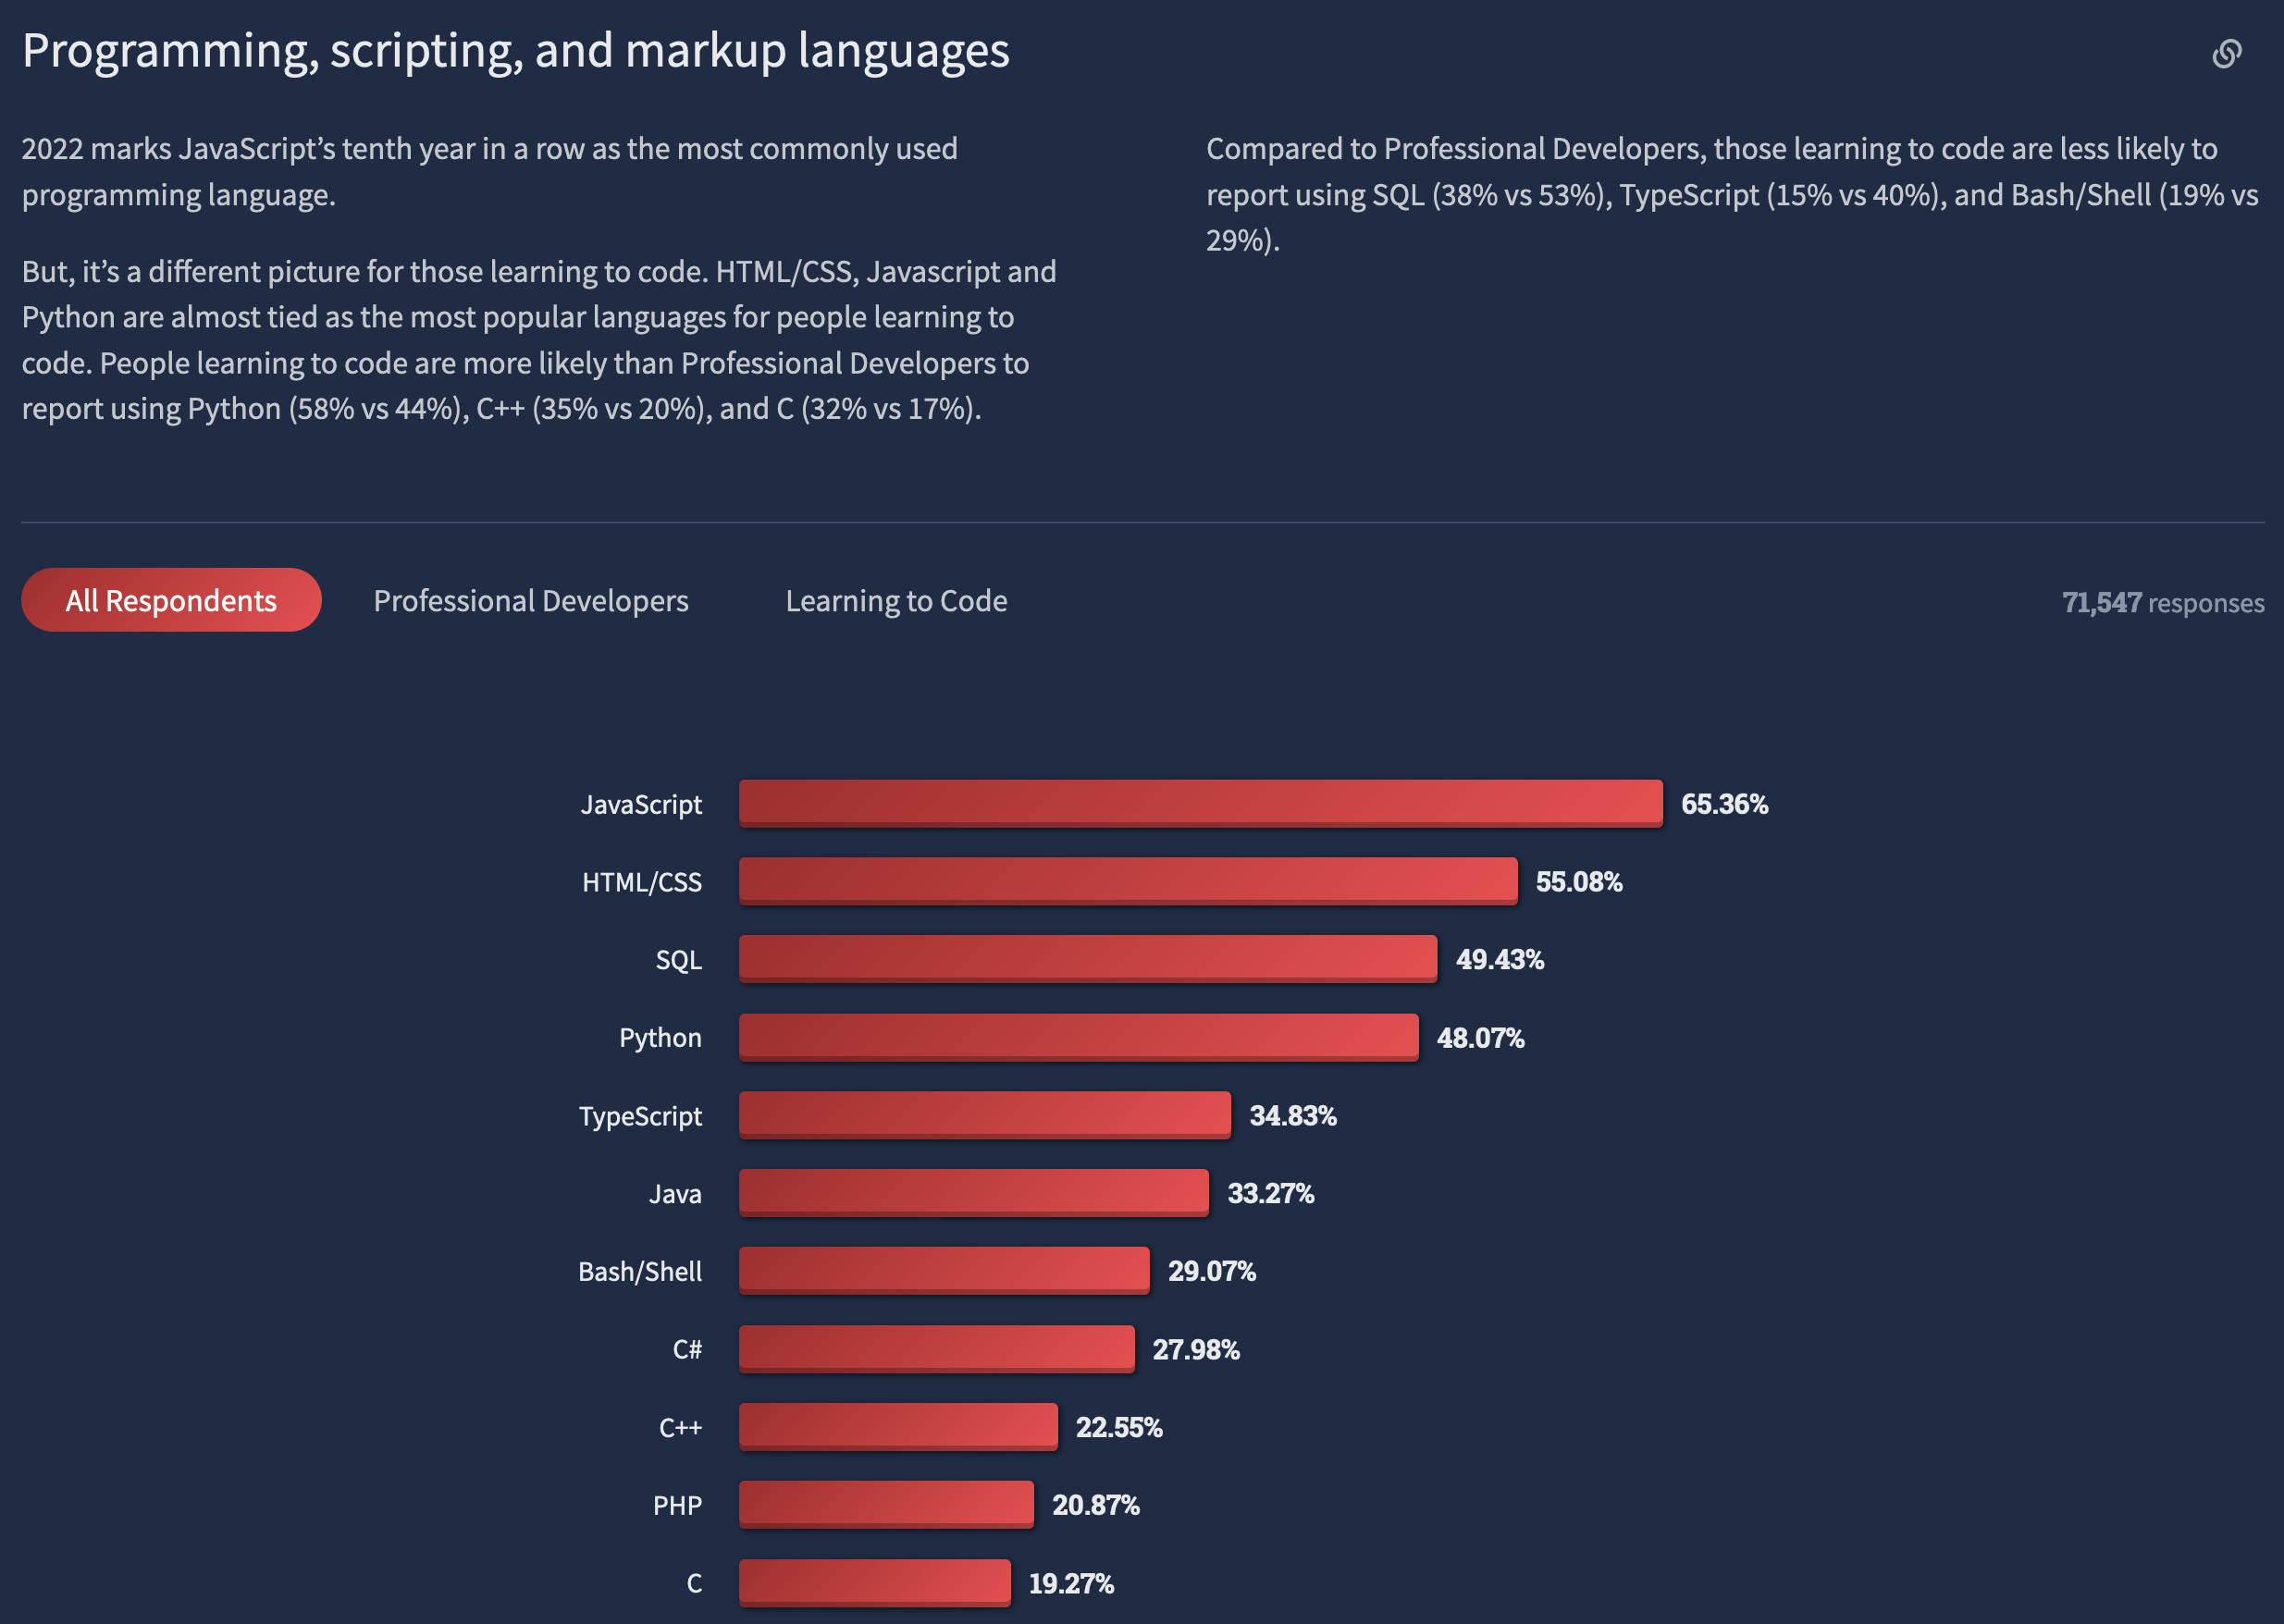 Programming, scripting, and markup languages
2022 marks JavaScript’s tenth year in a row as the most commonly used
programming language.
But, it’s a different picture for those learning to code. HTML/CSS, Javascript and
Python are almost tied as the most popular languages for people learning to
code. People learning to code are more likely than Professional Developers to
report using Python (58% vs 44%), C++ (35% vs 20%), and C (32% vs 17%).
Compared to Professional Developers, those learning to code are less likely to
report using SQL (38% vs 53%), TypeScript (15% vs 40%), and Bash/Shell (19% vs
29%).
All Respondents Professional Developers Learning to Code 71,547 responses
JavaScript 65.36%
HTML/CSS 55.08%
SQL 49.43%
Python 48.07%
TypeScript 34.83%
Java 33.27%
Bash/Shell 29.07%
C# 27.98%
C++ 22.55%
PHP 20.87%
C 19.27%